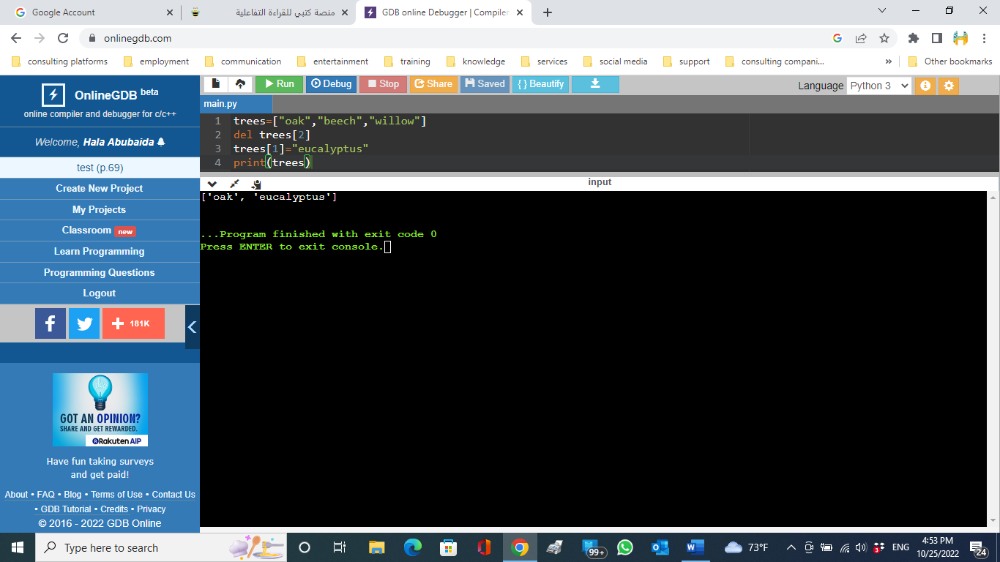 Google Account
منصة كتبي للقراءة التفاعلية
GDB online Debugger | Compiler
onlinegdb.com
consulting platforms
employment
communication
entertainment
training
knowledge
services
social media
support
consulting compani...
»
Other bookmarks
OnlineGDB beta
online compiler and debugger for c/c++
Welcome, Hala Abubaida
test (p.69)
Create New Project
My Projects
Classroom new
Learn Programming
Programming Questions
Logout
f
181K
GOT AN OPINION?
SHARE AND GET REWARDED.
Rakuten AIP
Have fun taking surveys
and get paid!
About • FAQ • Blog • Terms of Use • Contact Us
• GDB Tutorial • Credits • Privacy
© 2016 - 2022 GDB Online
Run
Debug
Stop
Share
Saved
{ } Beautify
Language Python 3
main.py
1 trees=["oak","beech","willow"]
2 del trees[2]
3 trees[1]="eucalyptus"
4 print(trees)
input
['oak', 'eucalyptus']
...Program finished with exit code 0
Press ENTER to exit console.
Type here to search
99+
73°F
3
ENG
4:53 PM
10/25/2022
24